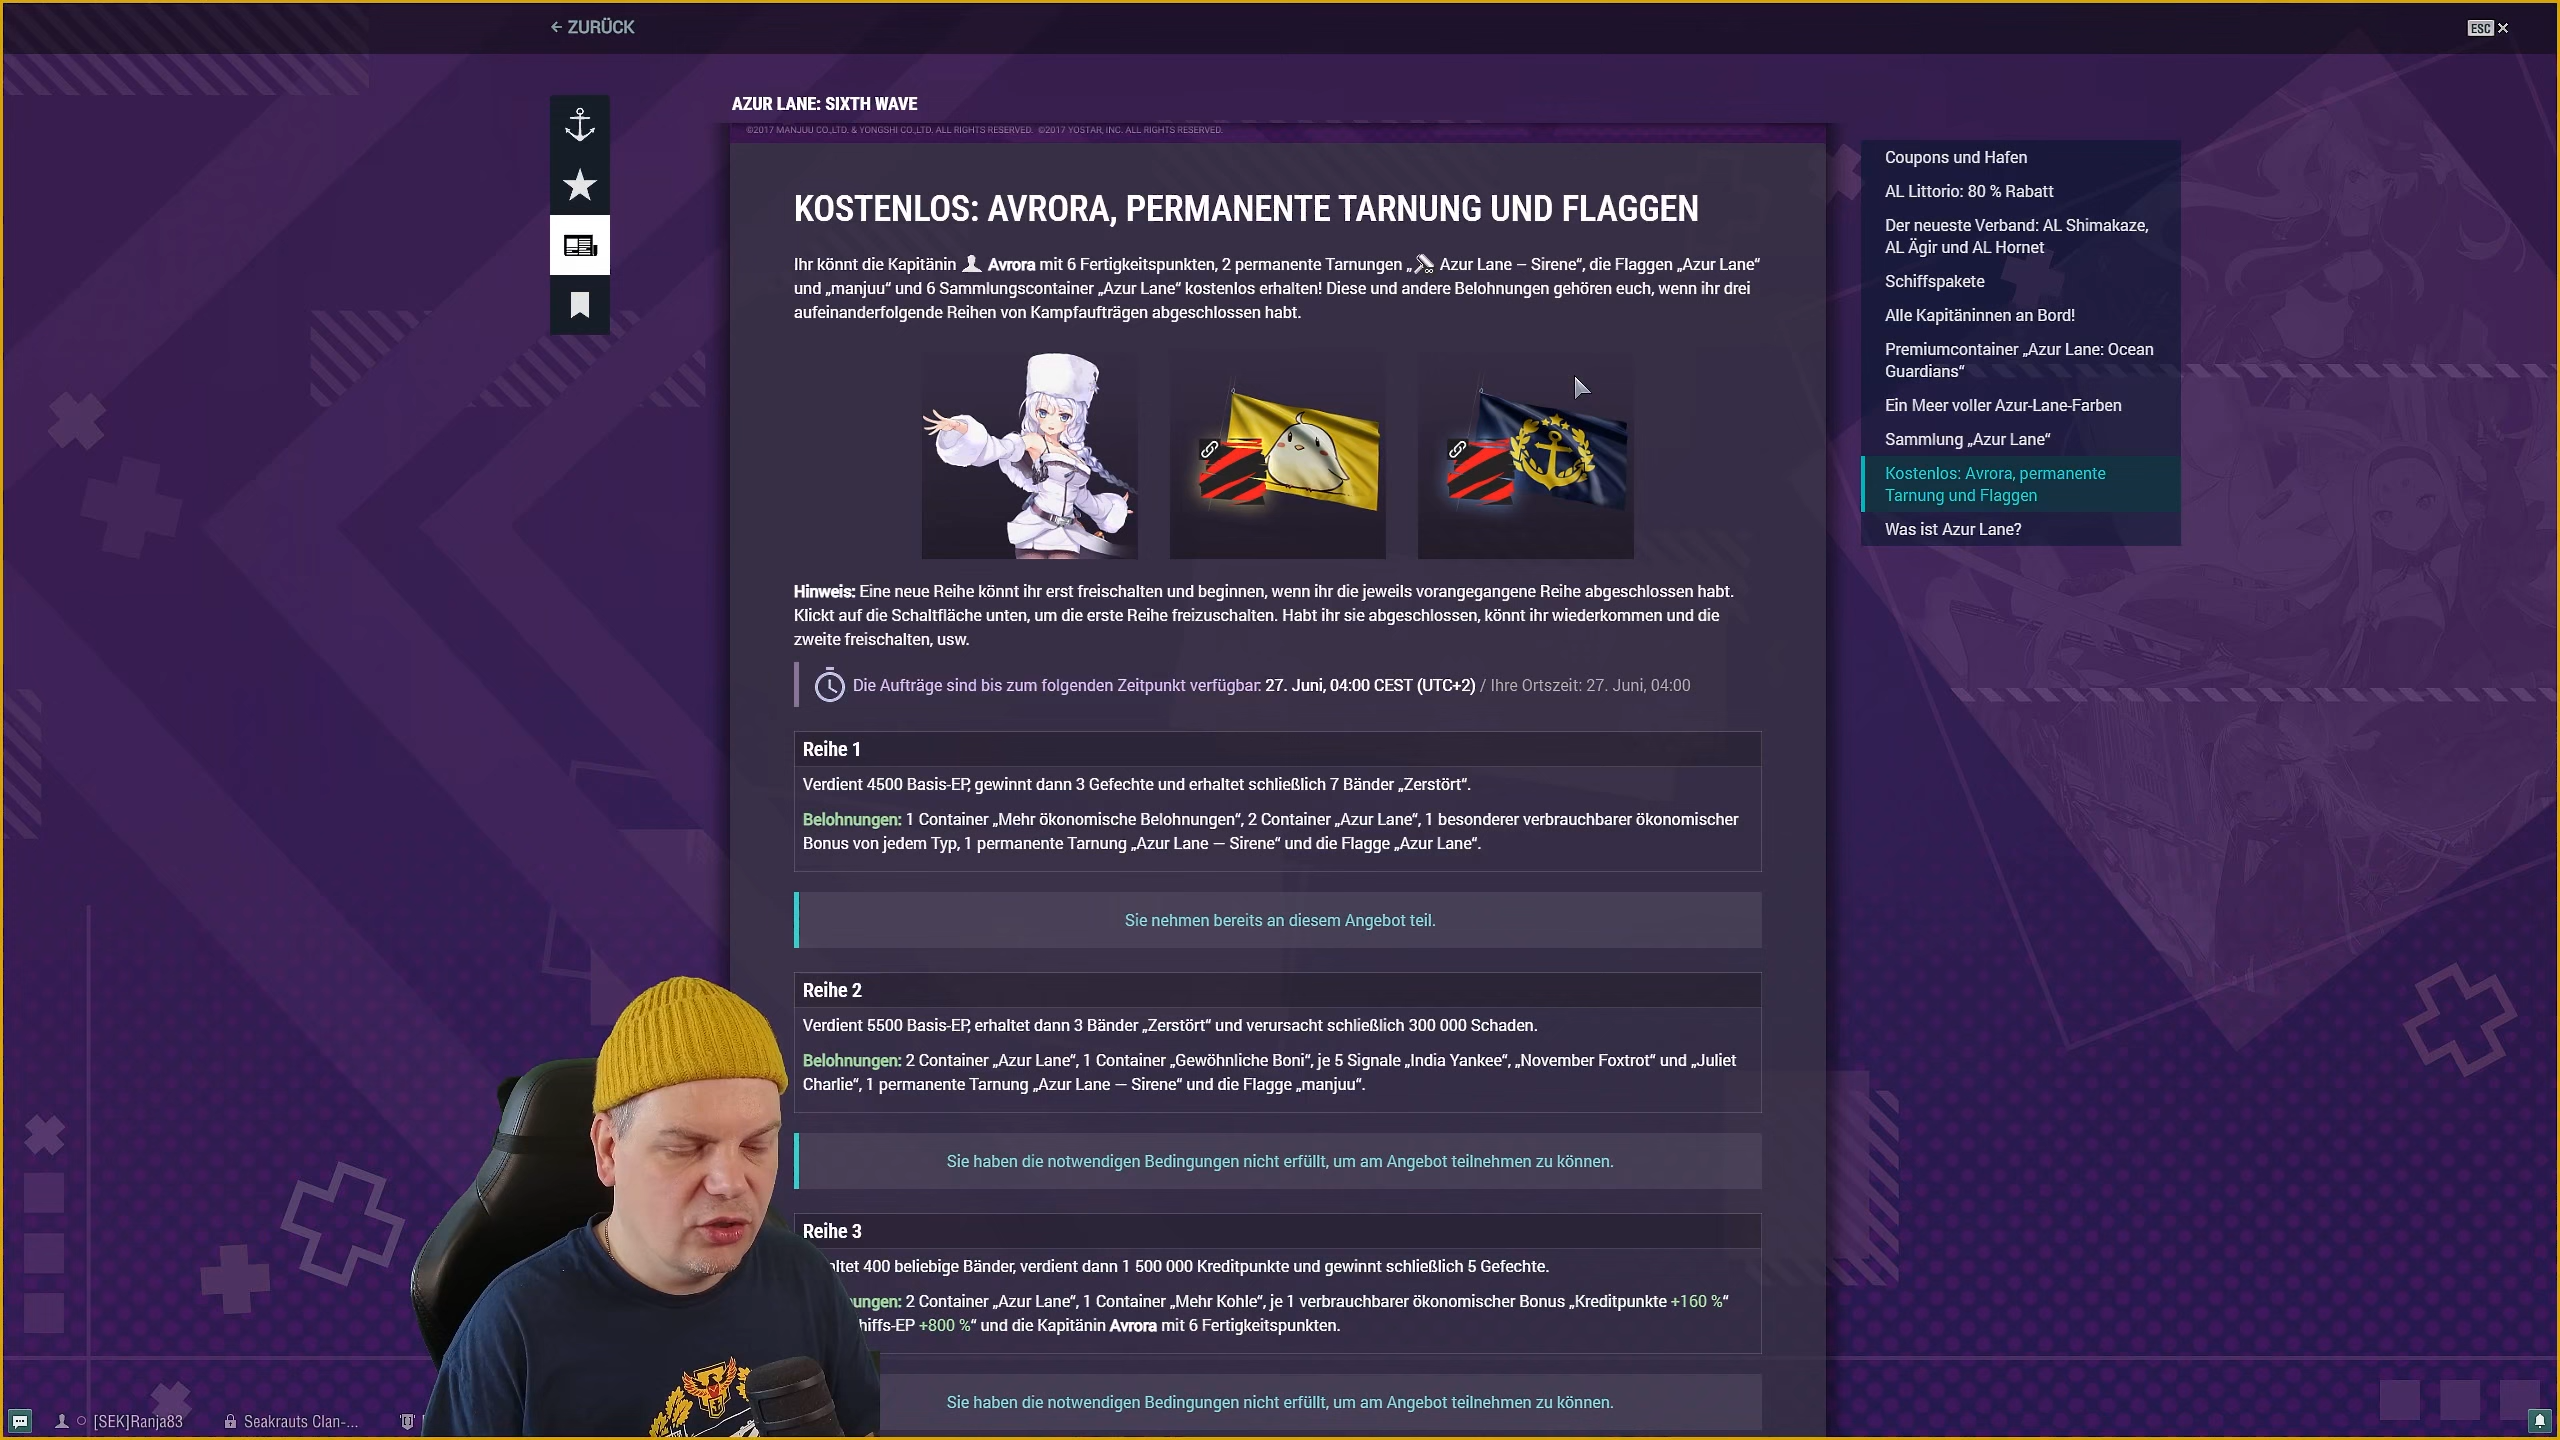 ← ZURÜCK
ESC ×
AZUR LANE: SIXTH WAVE
©2017 MANJUU CO.,LTD. & YONGSHI CO.,LTD. ALL RIGHTS RESERVED. ©2017 YOSTAR, INC. ALL RIGHTS RESERVED.
KOSTENLOS: AVRORA, PERMANENTE TARNUNG UND FLAGGEN
Ihr könnt die Kapitänin Avrora mit 6 Fertigkeitspunkten, 2 permanente Tarnungen „Azur Lane – Sirene“, die Flaggen „Azur Lane“
und „manjuu“ und 6 Sammlungscontainer „Azur Lane“ kostenlos erhalten! Diese und andere Belohnungen gehören euch, wenn ihr drei
aufeinanderfolgende Reihen von Kampfaufträgen abgeschlossen habt.
Hinweis: Eine neue Reihe könnt ihr erst freischalten und beginnen, wenn ihr die jeweils vorangegangene Reihe abgeschlossen habt.
Klickt auf die Schaltfläche unten, um die erste Reihe freizuschalten. Habt ihr sie abgeschlossen, könnt ihr wiederkommen und die
zweite freischalten, usw.
Die Aufträge sind bis zum folgenden Zeitpunkt verfügbar: 27. Juni, 04:00 CEST (UTC+2) / Ihre Ortszeit: 27. Juni, 04:00
Reihe 1
Verdient 4500 Basis-EP, gewinnt dann 3 Gefechte und erhaltet schließlich 7 Bänder „Zerstört“.
Belohnungen: 1 Container „Mehr ökonomische Belohnungen“, 2 Container „Azur Lane“, 1 besonderer verbrauchbarer ökonomischer
Bonus von jedem Typ, 1 permanente Tarnung „Azur Lane — Sirene“ und die Flagge „Azur Lane“.
Sie nehmen bereits an diesem Angebot teil.
Reihe 2
Verdient 5500 Basis-EP, erhaltet dann 3 Bänder „Zerstört“ und verursacht schließlich 300 000 Schaden.
Belohnungen: 2 Container „Azur Lane“, 1 Container „Gewöhnliche Boni“, je 5 Signale „India Yankee“, „November Foxtrot“ und „Juliet
Charlie“, 1 permanente Tarnung „Azur Lane — Sirene“ und die Flagge „manjuu“.
Sie haben die notwendigen Bedingungen nicht erfüllt, um am Angebot teilnehmen zu können.
Reihe 3
altet 400 beliebige Bänder, verdient dann 1 500 000 Kreditpunkte und gewinnt schließlich 5 Gefechte.
ungen: 2 Container „Azur Lane“, 1 Container „Mehr Kohle“, je 1 verbrauchbarer ökonomischer Bonus „Kreditpunkte +160 %“
hiffs-EP +800 %“ und die Kapitänin Avrora mit 6 Fertigkeitspunkten.
Sie haben die notwendigen Bedingungen nicht erfüllt, um am Angebot teilnehmen zu können.
Coupons und Hafen
AL Littorio: 80 % Rabatt
Der neueste Verband: AL Shimakaze,
AL Ägir und AL Hornet
Schiffspakete
Alle Kapitäninnen an Bord!
Premiumcontainer „Azur Lane: Ocean
Guardians“
Ein Meer voller Azur-Lane-Farben
Sammlung „Azur Lane“
Kostenlos: Avrora, permanente
Tarnung und Flaggen
Was ist Azur Lane?
[SEK]Ranja83
Seakrauts Clan-...